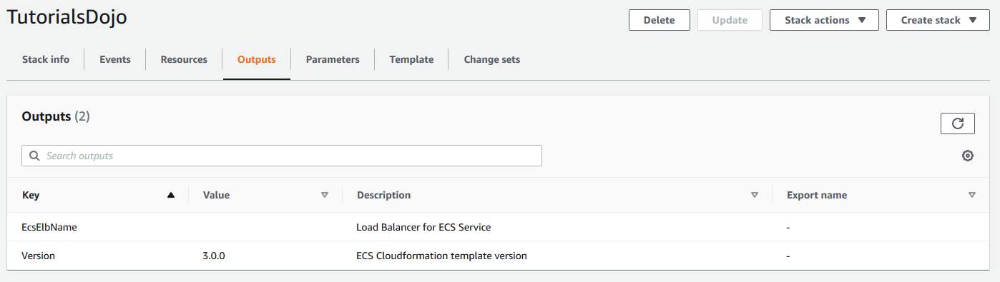 TutorialsDojo
Delete Update Stack actions Create stack
Stack info Events Resources Outputs Parameters Template Change sets
Outputs (2)
Search outputs
Key Value Description Export name
EcsElbName Load Balancer for ECS Service -
Version 3.0.0 ECS Cloudformation template version -